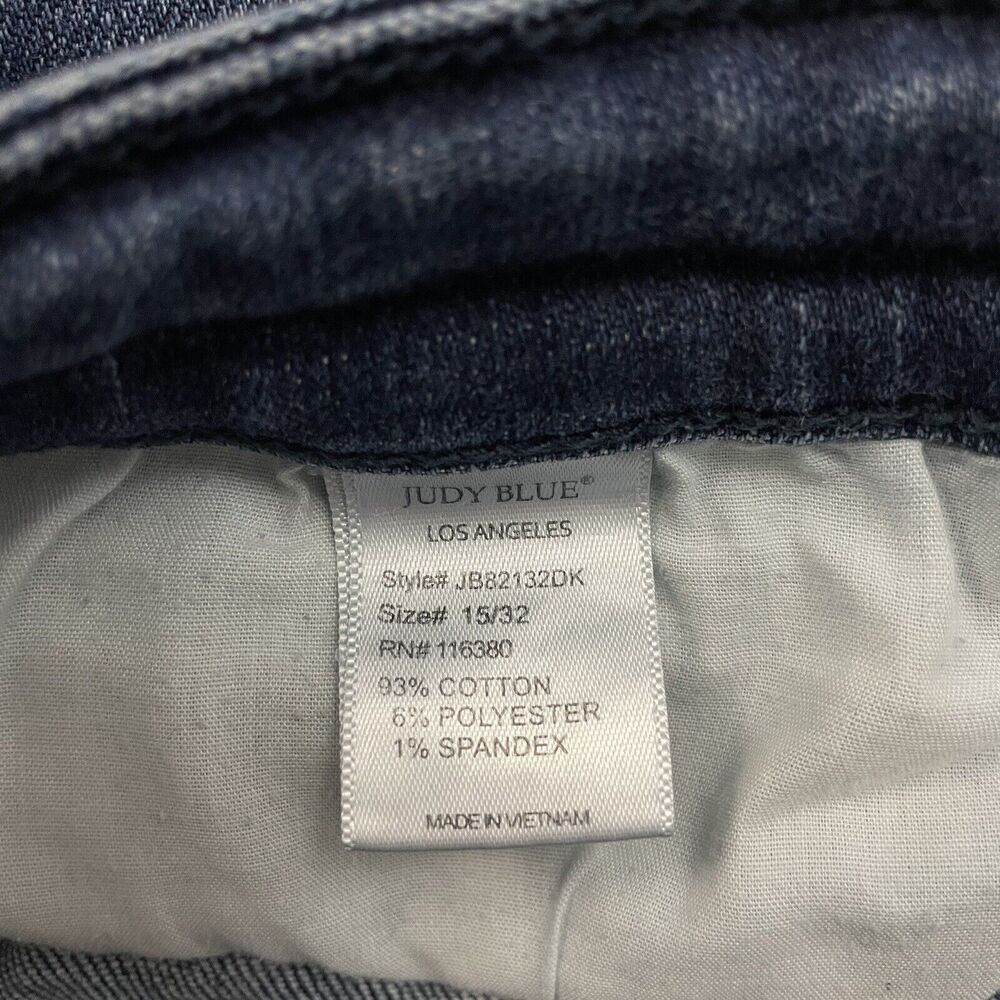 JUDY BLUE®
LOS ANGELES
Style# JB82132DK
Size# 15/32
RN# 116380
93% COTTON
6% POLYESTER
1% SPANDEX
MADE IN VIETNAM